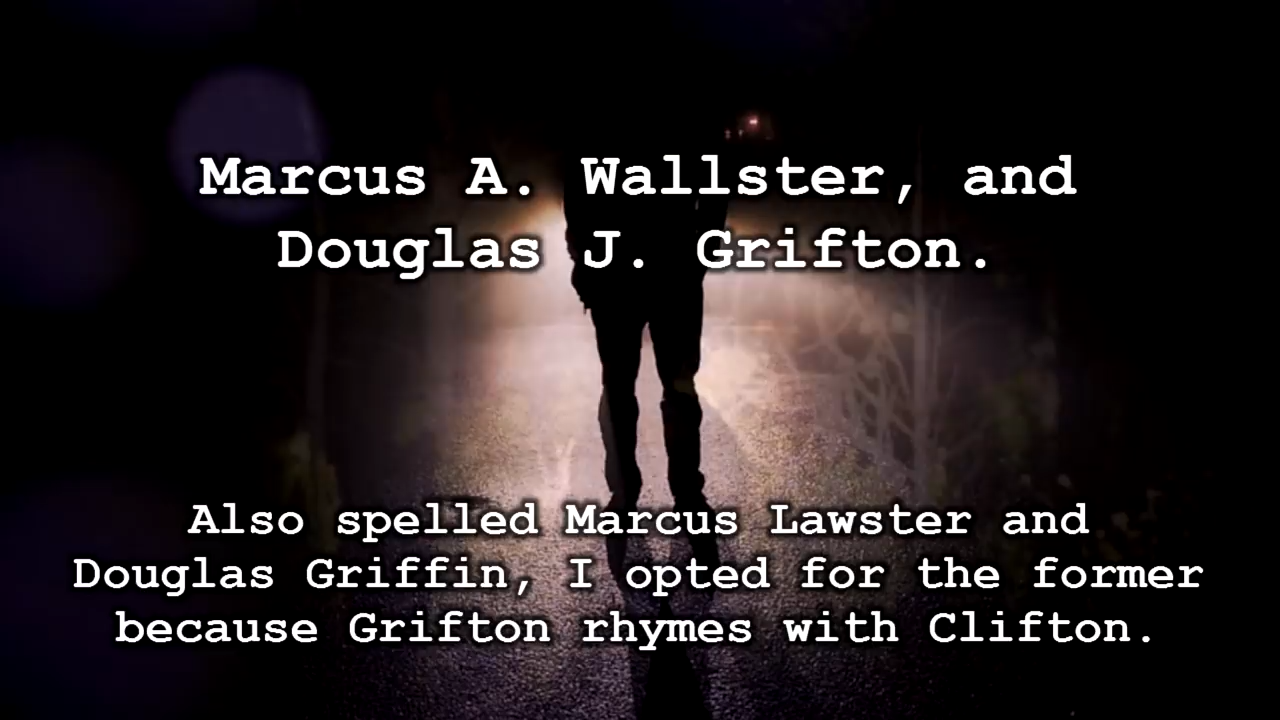 Marcus A. Wallster, and
Douglas J. Grifton.
Also spelled Marcus Lawster and
Douglas Griffin, I opted for the former
because Grifton rhymes with Clifton.